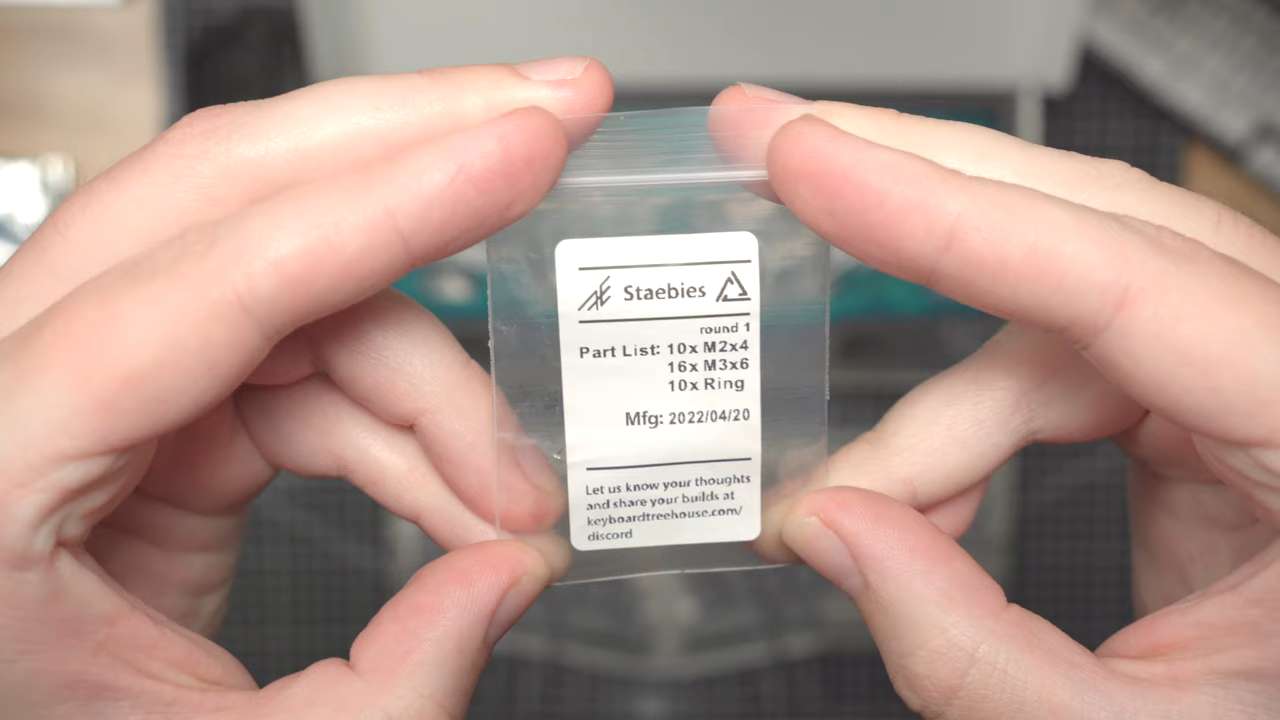 Staebies
round 1
Part List: 10x M2x4
16x M3x6
10x Ring
Mfg: 2022/04/20
Let us know your thoughts
and share your builds at
keyboardtreehouse.com/
discord